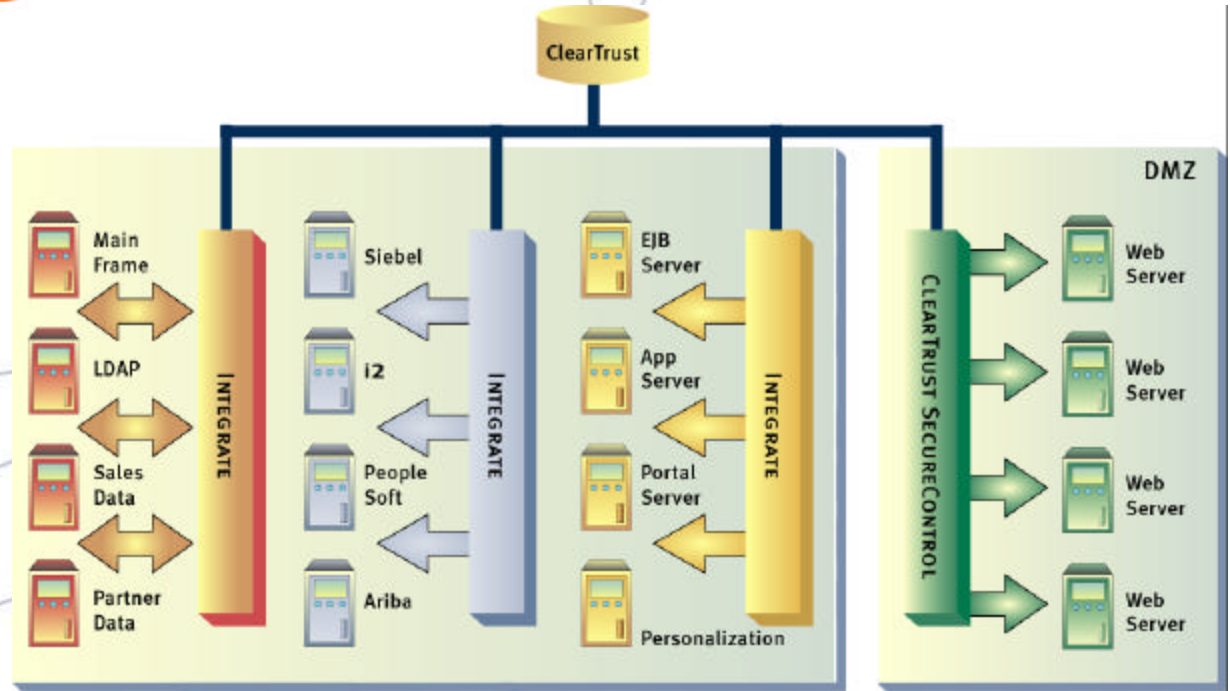 ClearTrust
DMZ
Main
Frame
LDAP
Sales
Data
Partner
Data
INTEGRATE
Siebel
i2
People
Soft
Ariba
INTEGRATE
EJB
Server
App
Server
Portal
Server
Personalization
INTEGRATE
CLEARTRUST SECURECONTROL
Web
Server
Web
Server
Web
Server
Web
Server